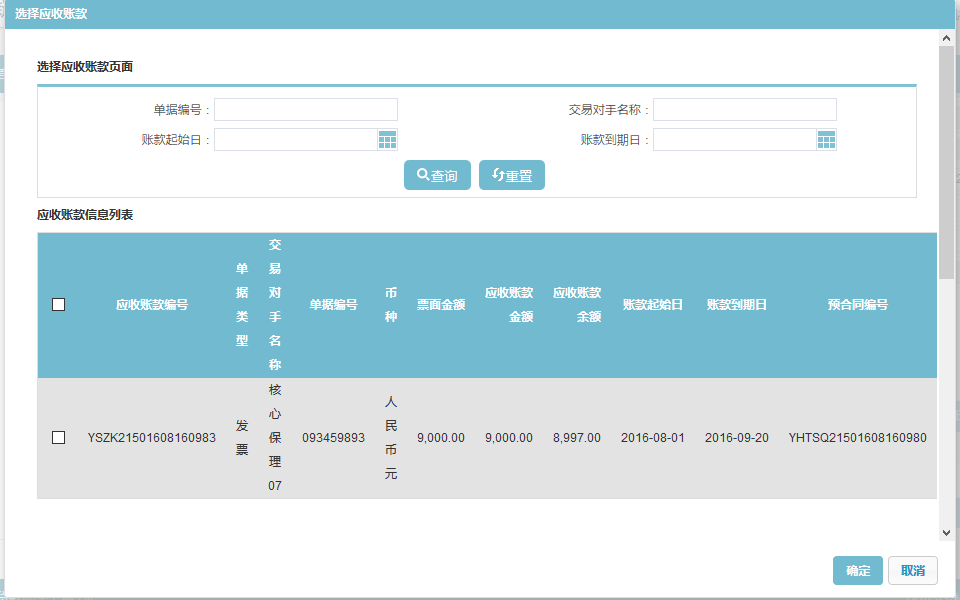 选择应收账款
选择应收账款页面
单据编号： 交易对手名称：
账款起始日： 账款到期日：
查询 重置
应收账款信息列表
应收账款编号 单据类型 交易对手名称 单据编号 币种 票面金额 应收账款金额 应收账款余额 账款起始日 账款到期日 预合同编号
YSZK21501608160983 发票 核心保理07 093459893 人民币元 9,000.00 9,000.00 8,997.00 2016-08-01 2016-09-20 YHTSQ21501608160980
确定 取消